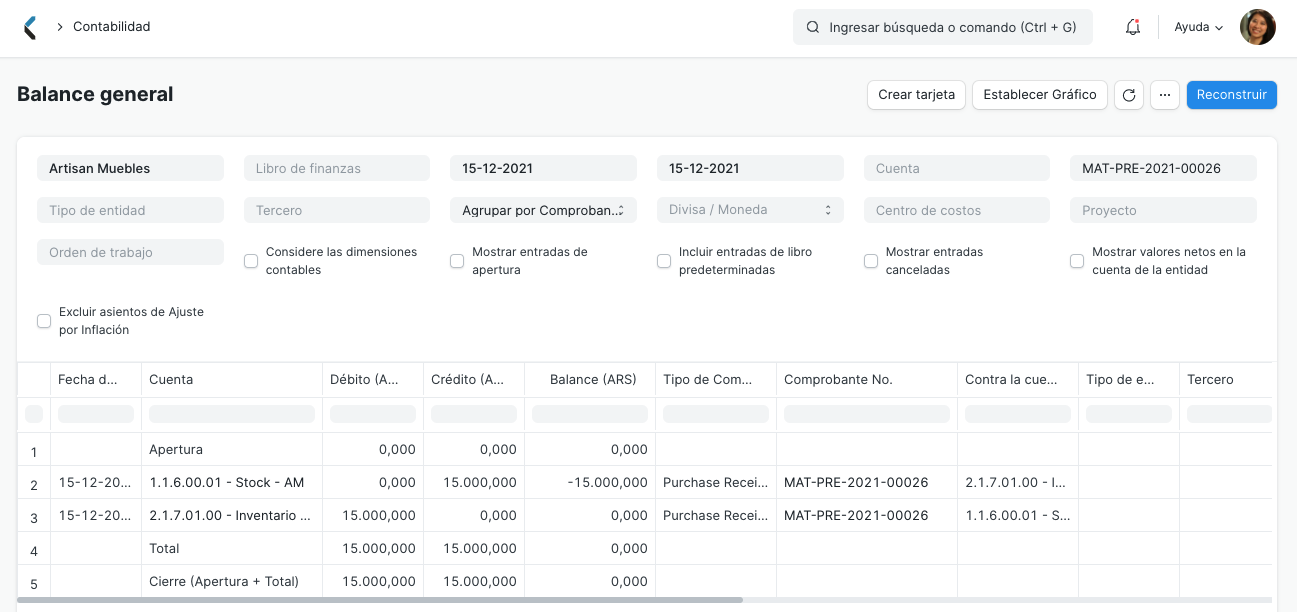 Contabilidad
Ingresar búsqueda o comando (Ctrl + G)
Ayuda
Balance general
Crear tarjeta
Establecer Gráfico
...
Reconstruir
Artisan Muebles
Libro de finanzas
15-12-2021
15-12-2021
Cuenta
MAT-PRE-2021-00026
Tipo de entidad
Tercero
Agrupar por Comproban...
Divisa / Moneda
Centro de costos
Proyecto
Orden de trabajo
Considere las dimensiones
contables
Mostrar entradas de
apertura
Incluir entradas de libro
predeterminadas
Mostrar entradas
canceladas
Mostrar valores netos en la
cuenta de la entidad
Excluir asientos de Ajuste
por Inflación
Fecha d... Cuenta Débito (A... Crédito (A... Balance (ARS) Tipo de Com... Comprobante No. Contra la cue... Tipo de e... Tercero
1 Apertura 0,000 0,000 0,000
2 15-12-20... 1.1.6.00.01 - Stock - AM 0,000 15.000,000 -15.000,000 Purchase Recei... MAT-PRE-2021-00026 2.1.7.01.00 - I...
3 15-12-20... 2.1.7.01.00 - Inventario ... 15.000,000 0,000 0,000 Purchase Recei... MAT-PRE-2021-00026 1.1.6.00.01 - S...
4 Total 15.000,000 15.000,000 0,000
5 Cierre (Apertura + Total) 15.000,000 15.000,000 0,000